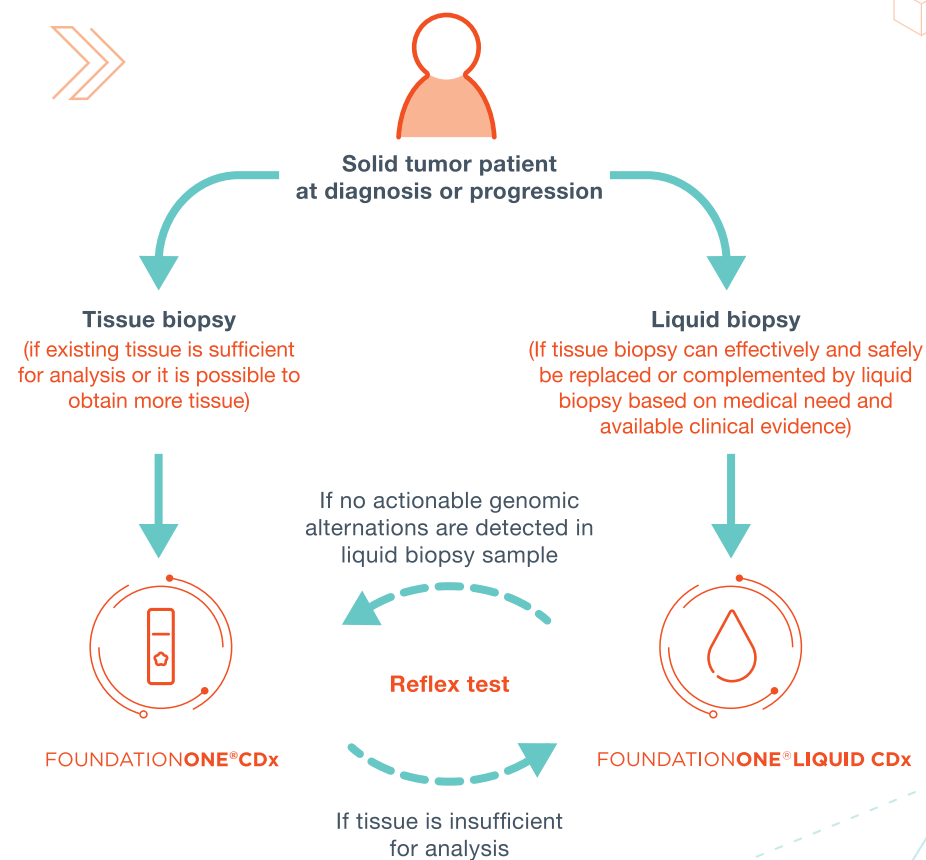 Solid tumor patient
at diagnosis or progression
Tissue biopsy
(if existing tissue is sufficient
for analysis or it is possible to
obtain more tissue)
Liquid biopsy
(If tissue biopsy can effectively and safely
be replaced or complemented by liquid
biopsy based on medical need and
available clinical evidence)
If no actionable genomic
alternations are detected in
liquid biopsy sample
Reflex test
FOUNDATIONONE®CDx
FOUNDATIONONE®LIQUID CDx
If tissue is insufficient
for analysis